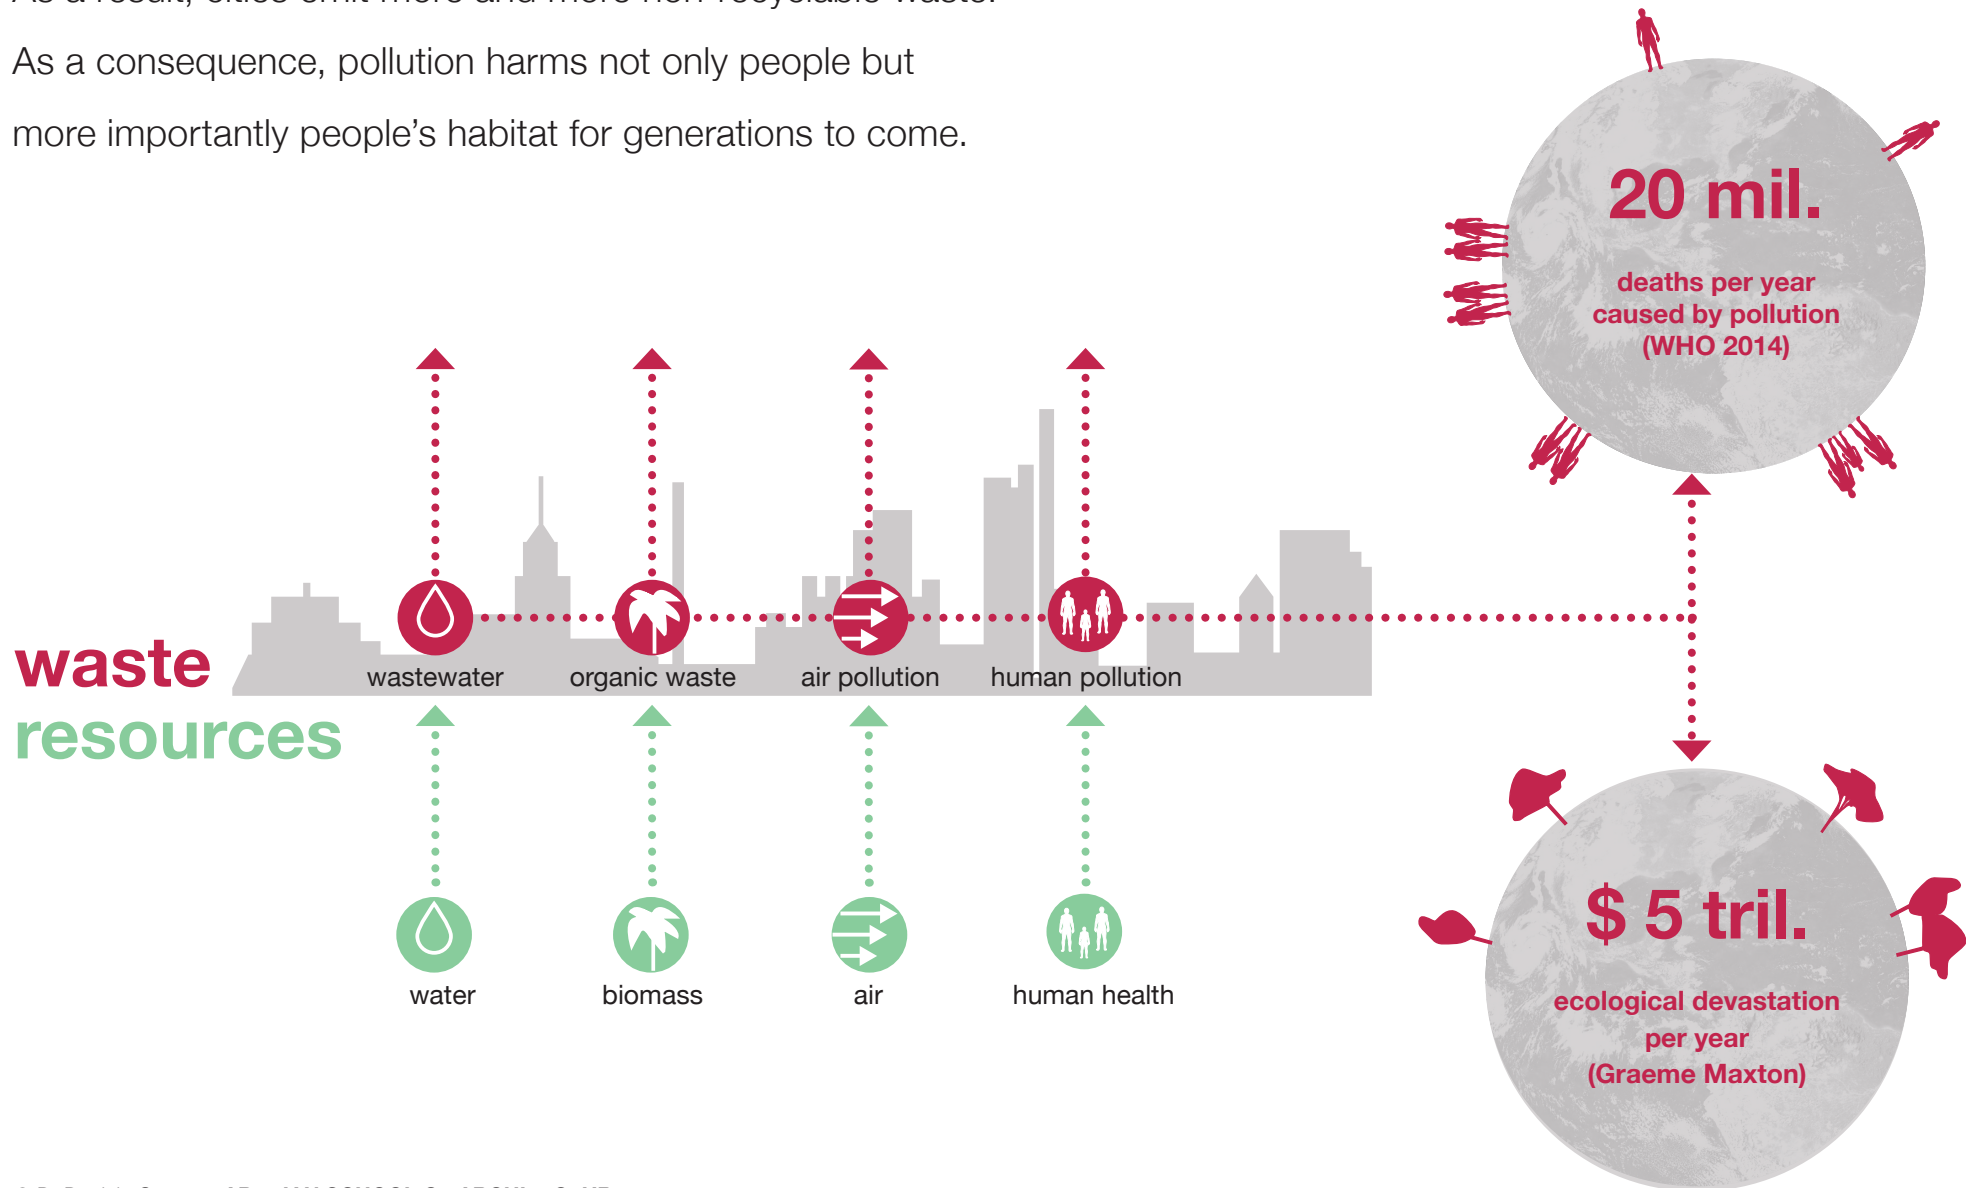 As a consequence, pollution harms not only people but
more importantly people's habitat for generations to come.
20 mil.
deaths per year
caused by pollution
(WHO 2014)
waste
wastewater
organic waste
air pollution
human pollution
resources
water
biomass
air
human health
$ 5 tril.
ecological devastation
per year
(Graeme Maxton)